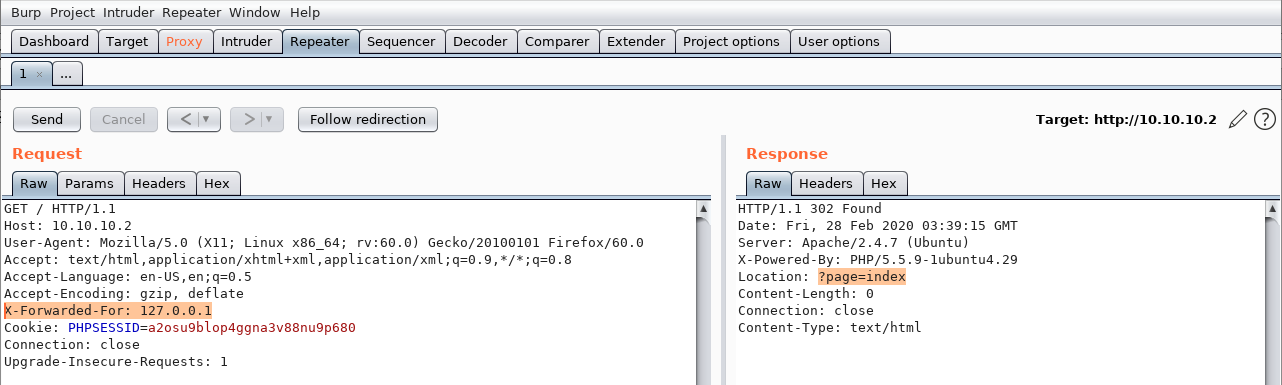 Burp Project Intruder Repeater Window Help
Dashboard Target Proxy Intruder Repeater Sequencer Decoder Comparer Extender Project options User options
1 × ...
Send Cancel < ▼ > ▼ Follow redirection Target: http://10.10.10.2 ?
Request
Raw Params Headers Hex
GET / HTTP/1.1
Host: 10.10.10.2
User-Agent: Mozilla/5.0 (X11; Linux x86_64; rv:60.0) Gecko/20100101 Firefox/60.0
Accept: text/html,application/xhtml+xml,application/xml;q=0.9,*/*;q=0.8
Accept-Language: en-US,en;q=0.5
Accept-Encoding: gzip, deflate
X-Forwarded-For: 127.0.0.1
Cookie: PHPSESSID=a2osu9blop4ggna3v88nu9p680
Connection: close
Upgrade-Insecure-Requests: 1
Response
Raw Headers Hex
HTTP/1.1 302 Found
Date: Fri, 28 Feb 2020 03:39:15 GMT
Server: Apache/2.4.7 (Ubuntu)
X-Powered-By: PHP/5.5.9-1ubuntu4.29
Location: ?page=index
Content-Length: 0
Connection: close
Content-Type: text/html